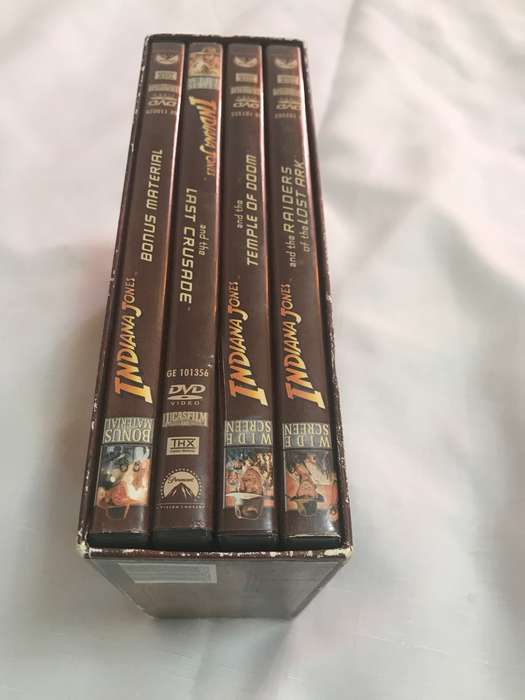 INDIANA JONES
BONUS MATERIAL
BONUS
MATERIAL
INDIANA JONES
and the
LAST CRUSADE
GE 101356
DVD
VIDEO
LUCASFILM
THX
Paramount
INDIANA JONES
and the
TEMPLE OF DOOM
WIDE
SCREEN
DVD
INDIANA JONES
and the RAIDERS
of the LOST ARK
WIDE
SCREEN
DVD